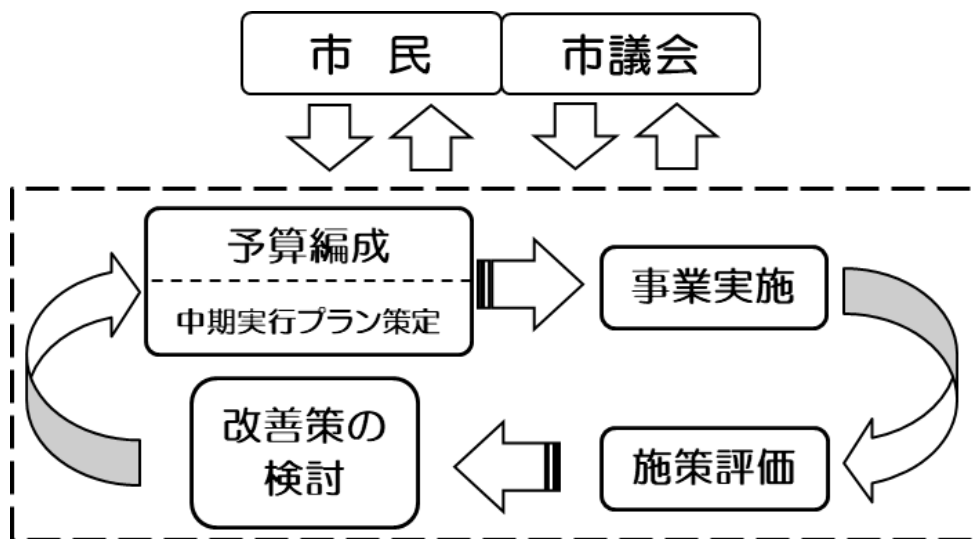 市 民
市議会
予算編成
中期実行プラン策定
事業実施
改善策の
検討
施策評価